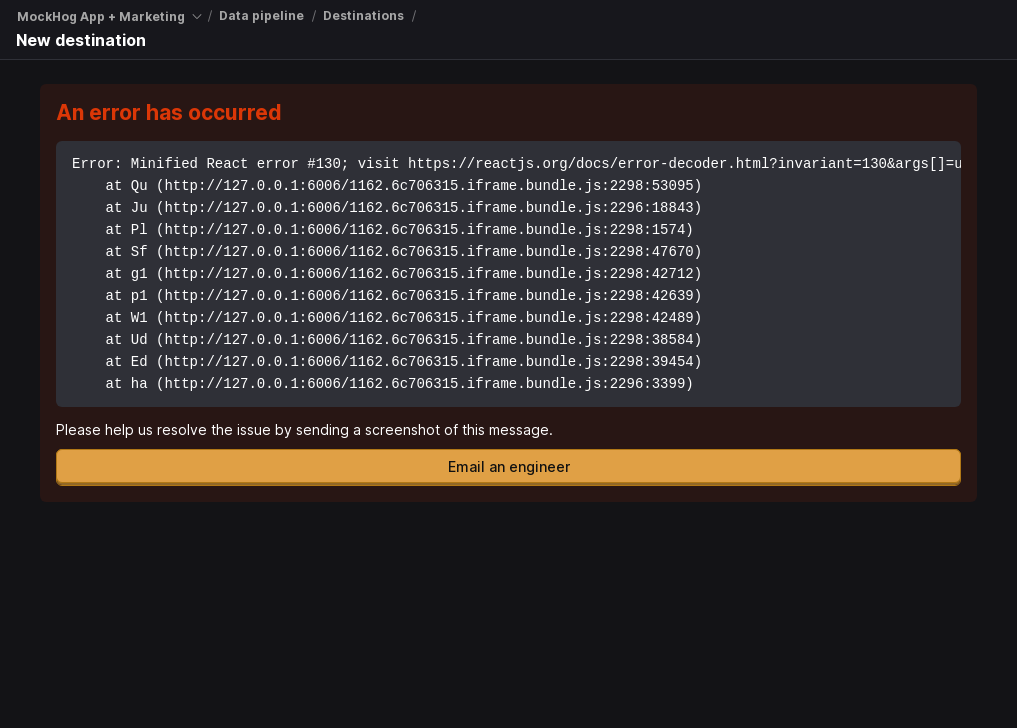 MockHog App + Marketing / Data pipeline / Destinations /
New destination
An error has occurred
Error: Minified React error #130; visit https://reactjs.org/docs/error-decoder.html?invariant=130&args[]=u
at Qu (http://127.0.0.1:6006/1162.6c706315.iframe.bundle.js:2298:53095)
at Ju (http://127.0.0.1:6006/1162.6c706315.iframe.bundle.js:2296:18843)
at Pl (http://127.0.0.1:6006/1162.6c706315.iframe.bundle.js:2298:1574)
at Sf (http://127.0.0.1:6006/1162.6c706315.iframe.bundle.js:2298:47670)
at g1 (http://127.0.0.1:6006/1162.6c706315.iframe.bundle.js:2298:42712)
at p1 (http://127.0.0.1:6006/1162.6c706315.iframe.bundle.js:2298:42639)
at W1 (http://127.0.0.1:6006/1162.6c706315.iframe.bundle.js:2298:42489)
at Ud (http://127.0.0.1:6006/1162.6c706315.iframe.bundle.js:2298:38584)
at Ed (http://127.0.0.1:6006/1162.6c706315.iframe.bundle.js:2298:39454)
at ha (http://127.0.0.1:6006/1162.6c706315.iframe.bundle.js:2296:3399)
Please help us resolve the issue by sending a screenshot of this message.
Email an engineer